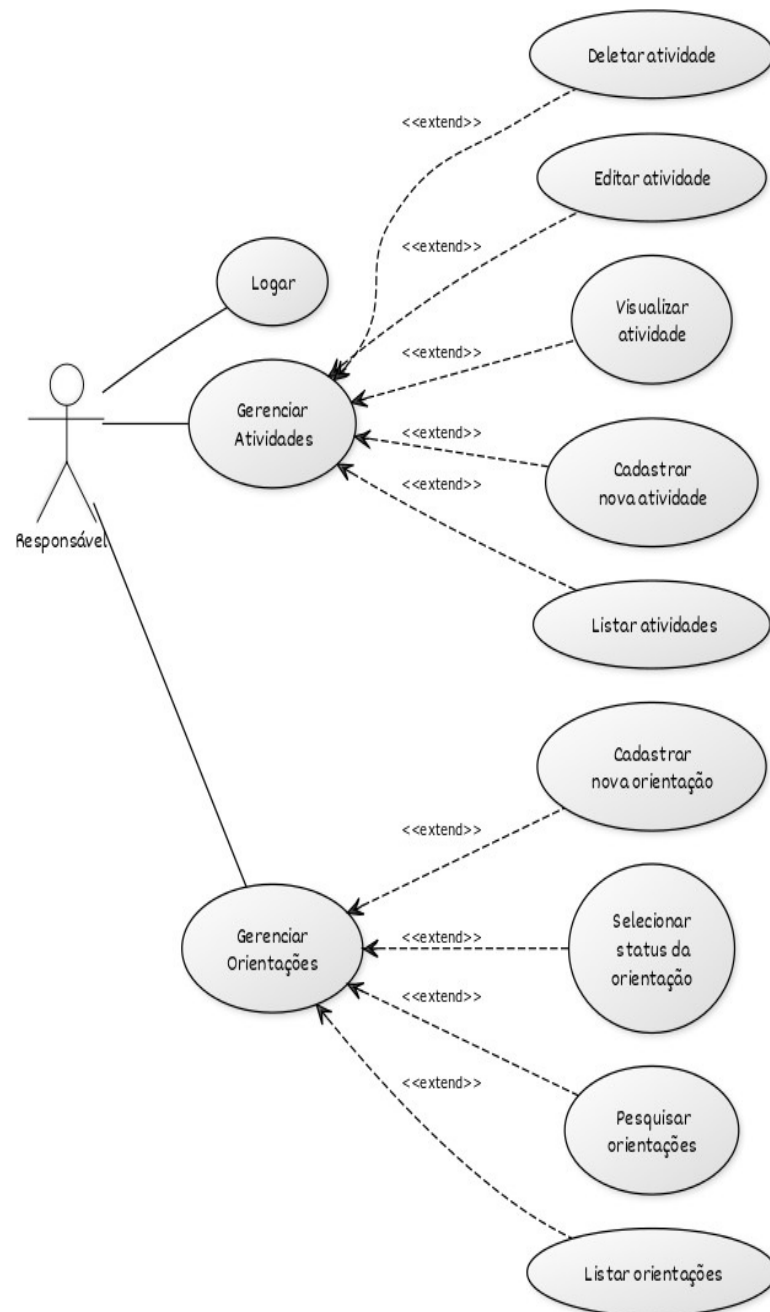 Deletar atividade
<<extend>>
Editar atividade
<<extend>>
Logar
Visualizar
atividade
<<extend>>
Gerenciar
Atividades
<<extend>>
Cadastrar
nova atividade
<<extend>>
Responsável
Listar atividades
Cadastrar
nova orientação
<<extend>>
Gerenciar
Orientações
<<extend>>
Selecionar
status da
orientação
<<extend>>
Pesquisar
orientações
<<extend>>
Listar orientações